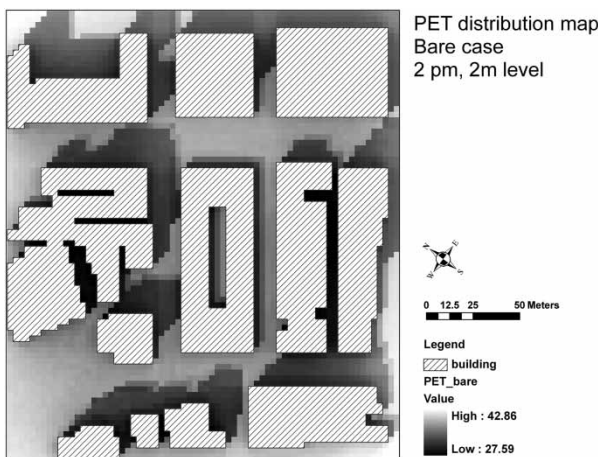 PET distribution map
Bare case
2 pm, 2m level
N E
W S
0 12.5 25 50 Meters
Legend
building
PET_bare
Value
High : 42.86
Low : 27.59